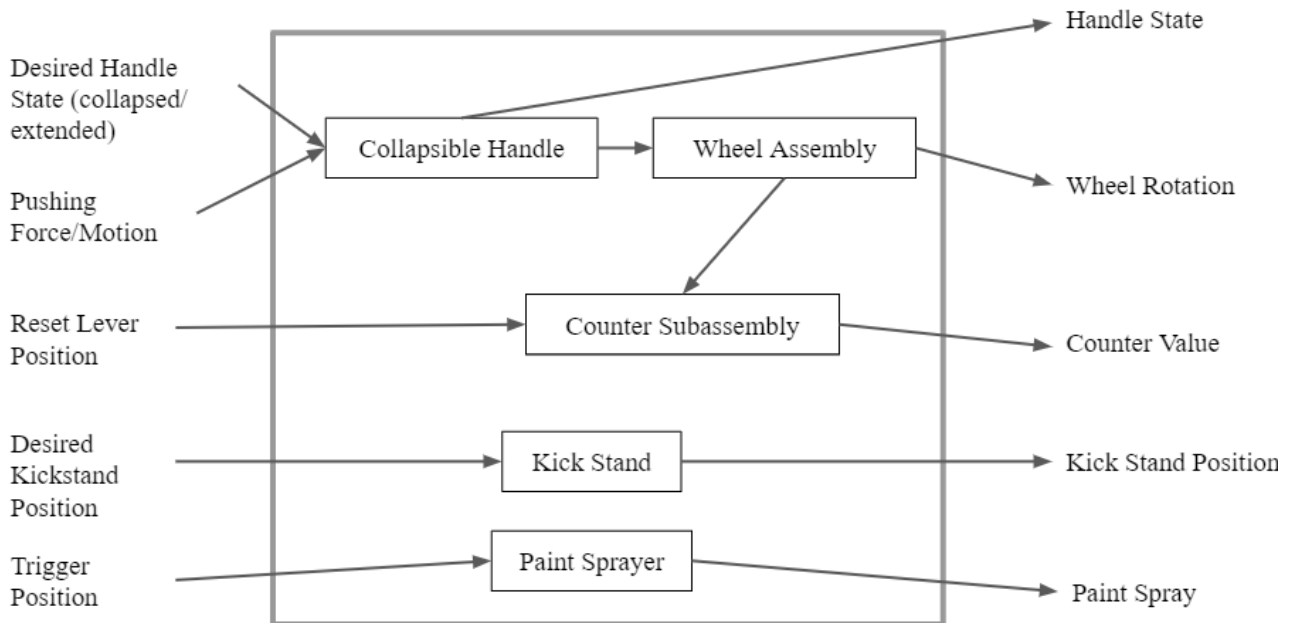 Handle State
Desired Handle
State (collapsed/
extended)
Collapsible Handle
Wheel Assembly
Pushing
Force/Motion
Wheel Rotation
Reset Lever
Position
Counter Subassembly
Counter Value
Desired
Kickstand
Position
Kick Stand
Kick Stand Position
Trigger
Position
Paint Sprayer
Paint Spray